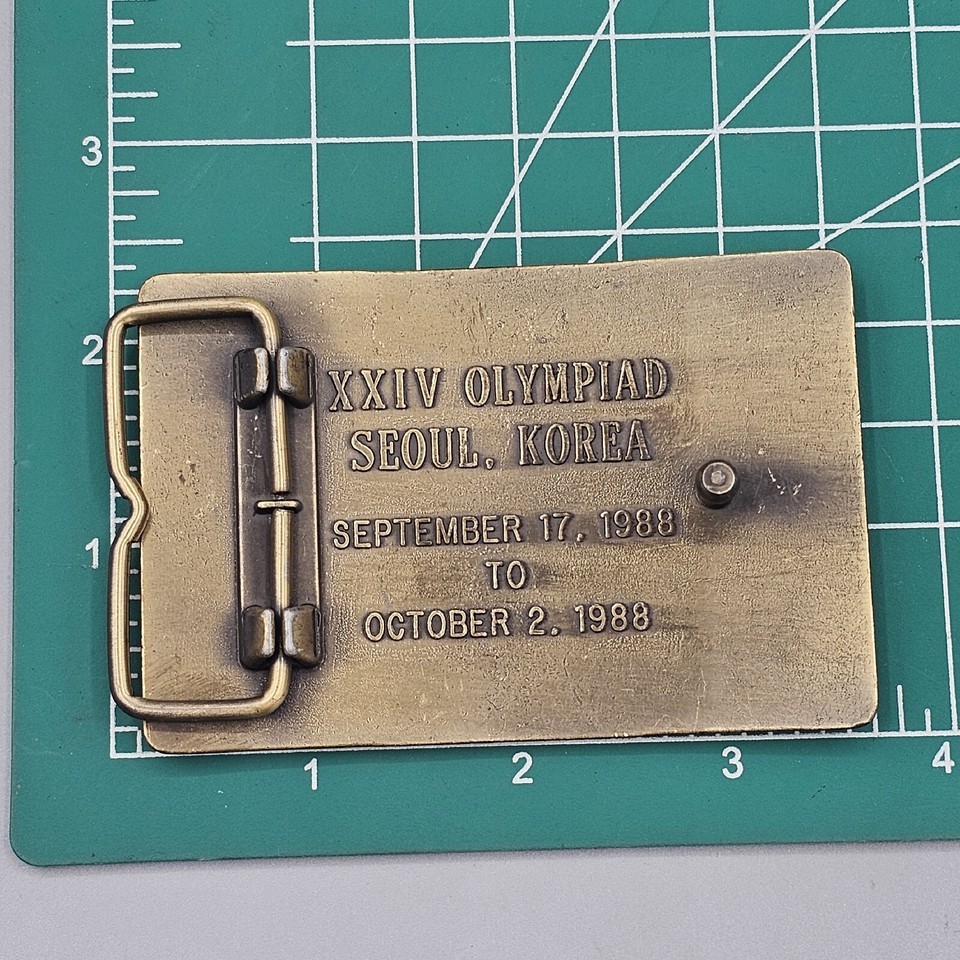 3
2
1
XXIV OLYMPIAD
SEOUL, KOREA
SEPTEMBER 17, 1988
TO
OCTOBER 2, 1988
1 2 3 4